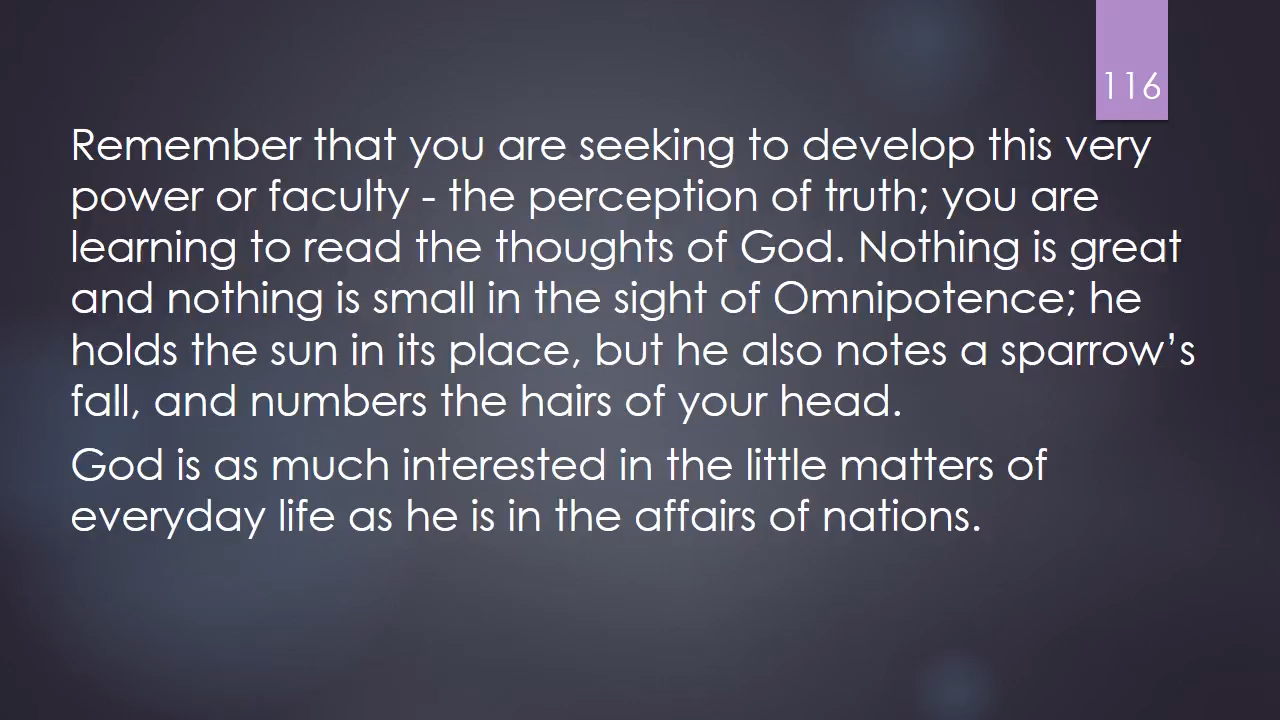 116
Remember that you are seeking to develop this very
power or faculty - the perception of truth; you are
learning to read the thoughts of God. Nothing is great
and nothing is small in the sight of Omnipotence; he
holds the sun in its place, but he also notes a sparrow’s
fall, and numbers the hairs of your head.
God is as much interested in the little matters of
everyday life as he is in the affairs of nations.